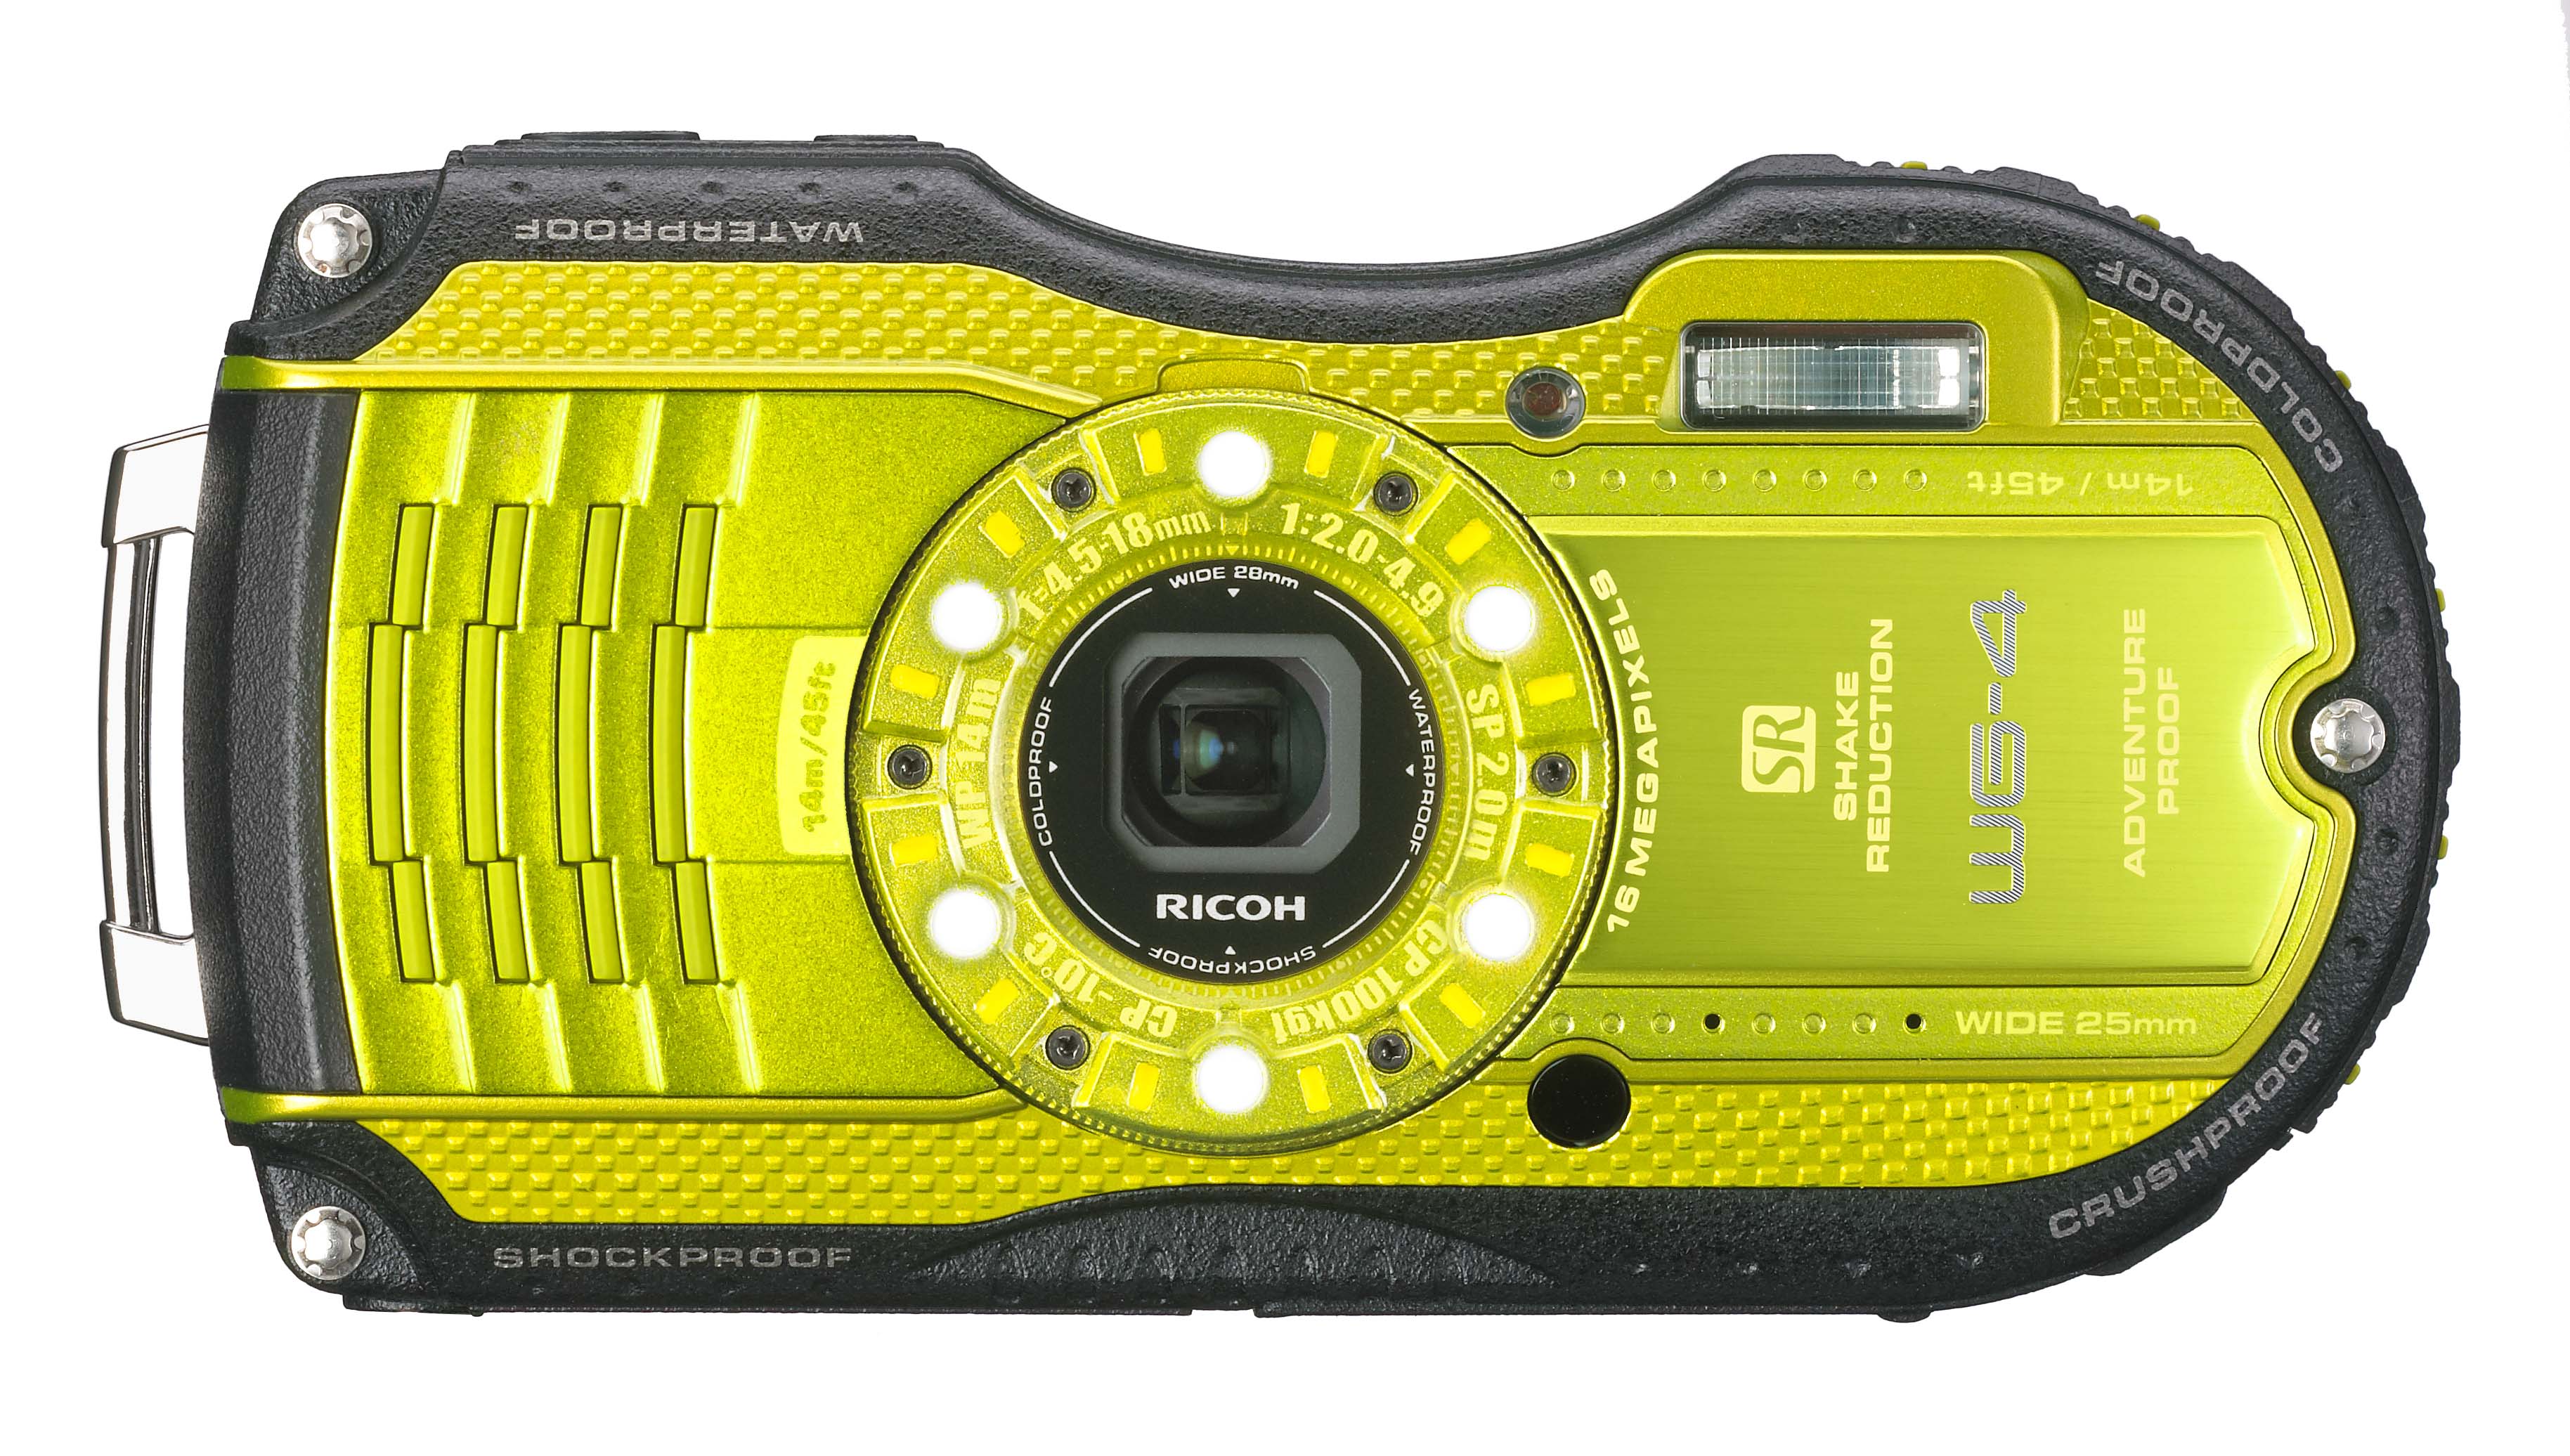 WATERPROOF
COLDPROOF
14m / 45ft
f=4.5-18mm 1:2.0-4.9
WIDE 28mm
14m/45ft
WP 14m
COLDPROOF
WATERPROOF
SP 2.0m
16 MEGAPIXELS
SR
SHAKE
REDUCTION
WG-4
ADVENTURE
PROOF
RICOH
SHOCKPROOF
CP -10°C
CP 100kgf
WIDE 25mm
SHOCKPROOF
CRUSHPROOF